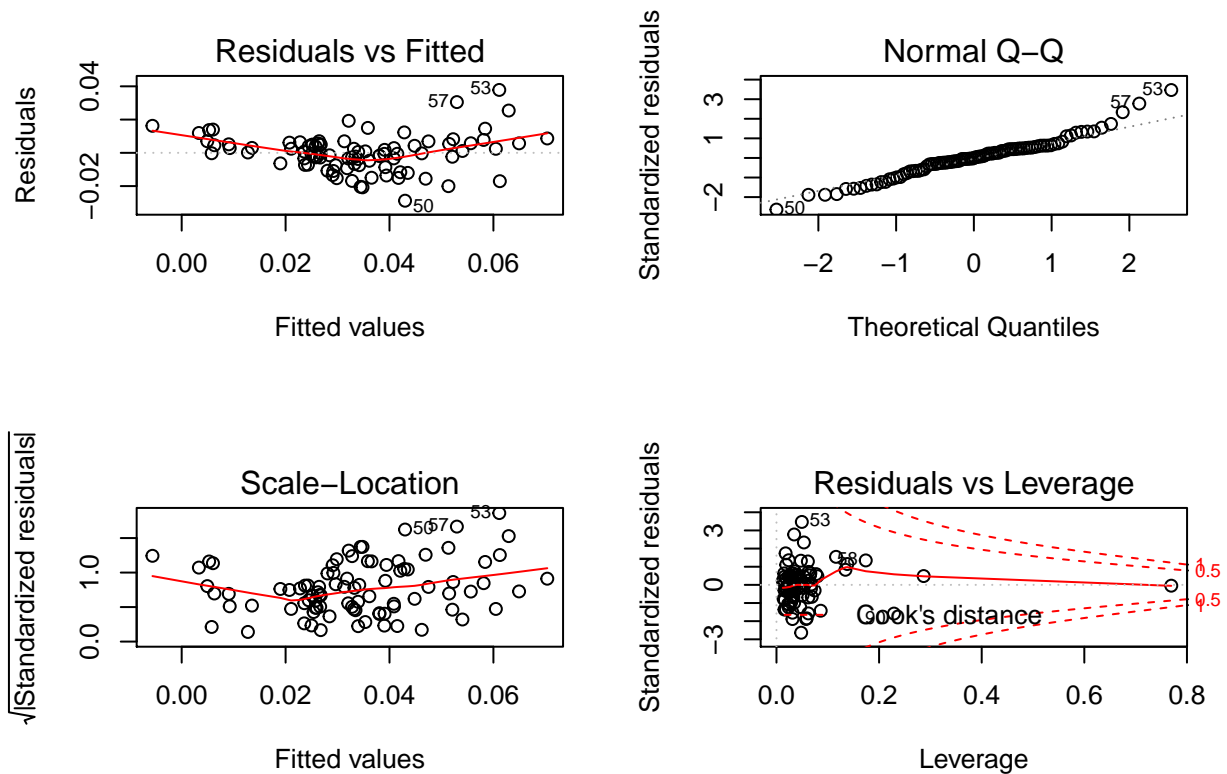 Residuals vs Fitted
Residuals
0.04
−0.02
53
57
50
0.00 0.02 0.04 0.06
Fitted values
Normal Q−Q
Standardized residuals
3
1
−2
53
57
50
−2 −1 0 1 2
Theoretical Quantiles
Scale−Location
√|Standardized residuals|
1.0
0.0
53
57
50
0.00 0.02 0.04 0.06
Fitted values
Residuals vs Leverage
Standardized residuals
3
0
−3
53
58
Cook's distance
1
0.5
0.5
1
0.0 0.2 0.4 0.6 0.8
Leverage